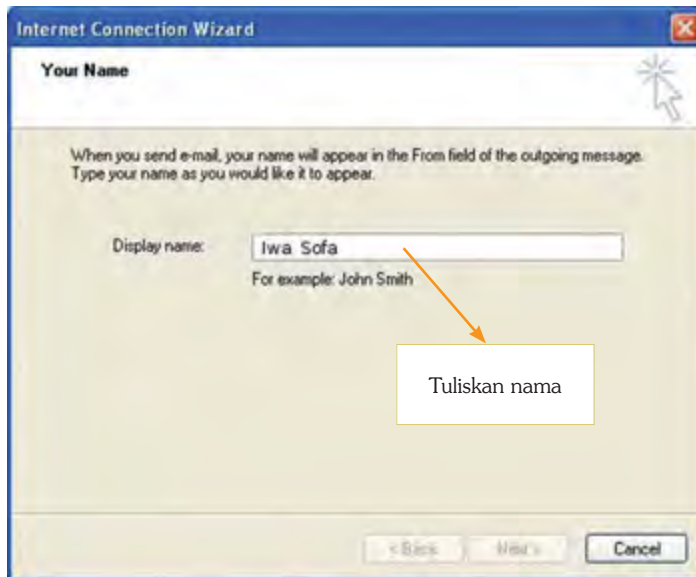 Internet Connection Wizard
Your Name
When you send e-mail, your name will appear in the From field of the outgoing message.
Type your name as you would like it to appear.
Display name:
Iwa Sofa
For example: John Smith
Tuliskan nama
< Back
Next >
Cancel